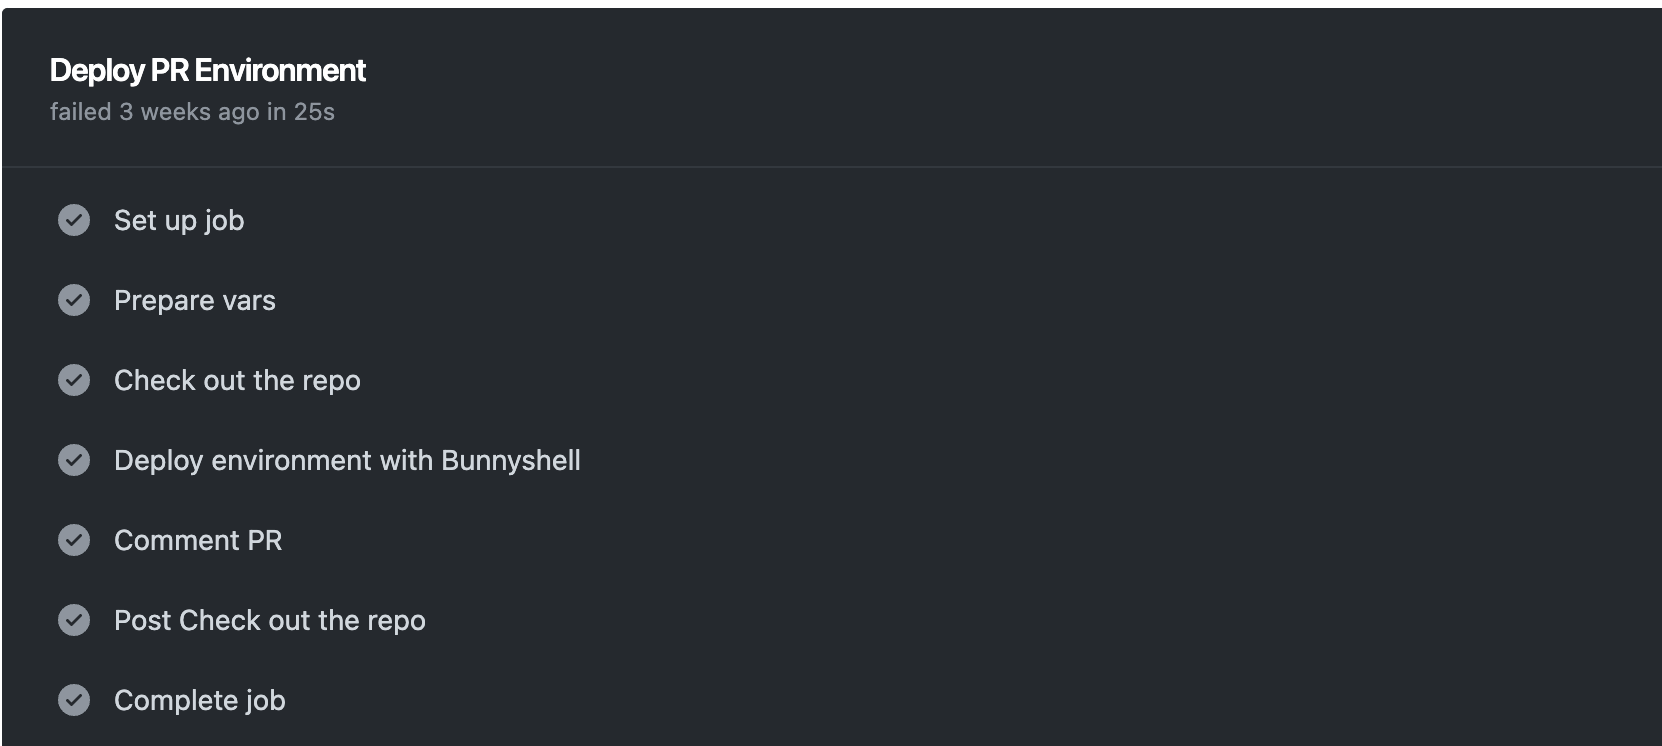 Deploy PR Environment
failed 3 weeks ago in 25s
Set up job
Prepare vars
Check out the repo
Deploy environment with Bunnyshell
Comment PR
Post Check out the repo
Complete job